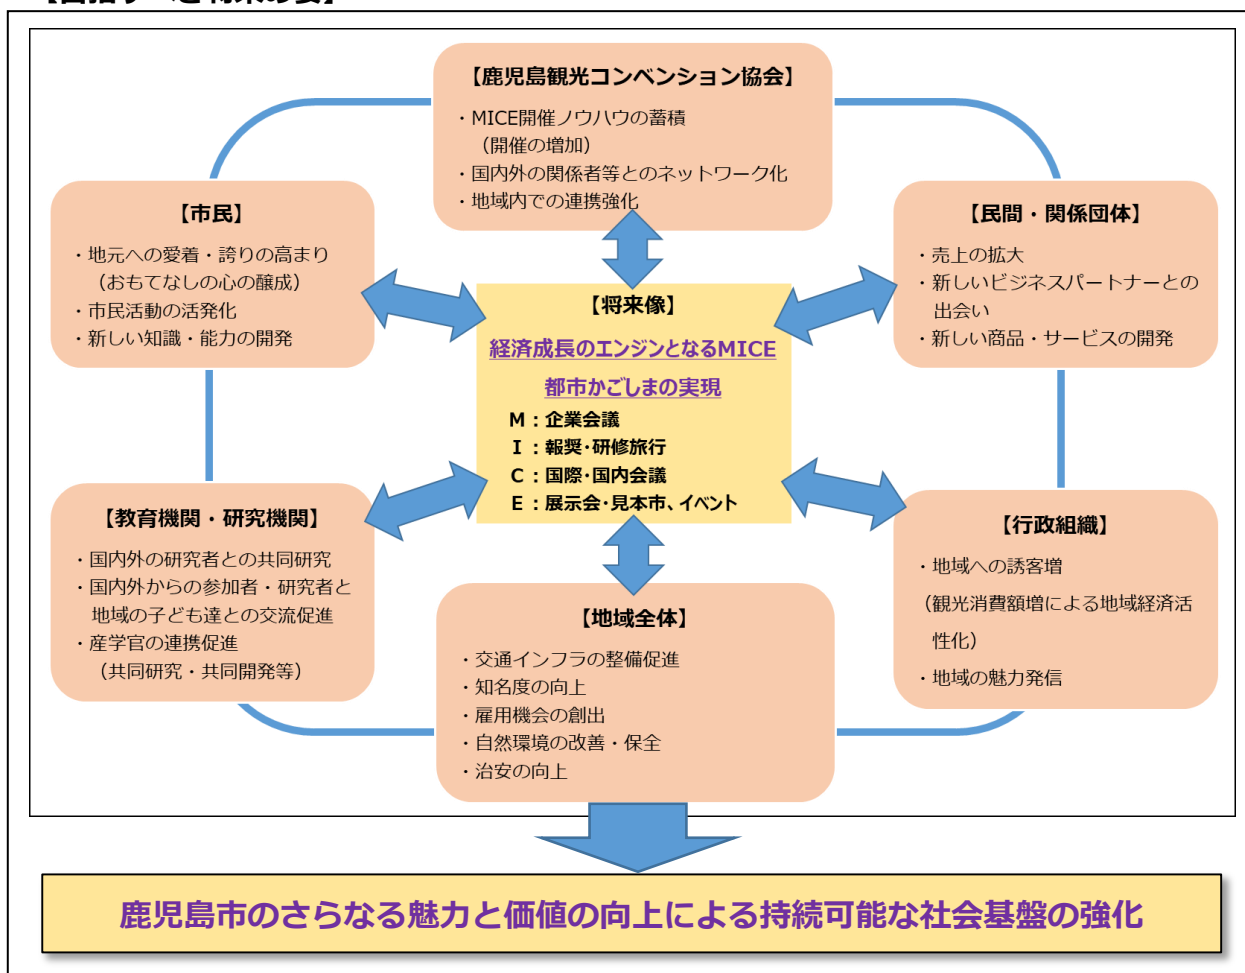 【鹿児島観光コンベンション協会】
・MICE開催ノウハウの蓄積
（開催の増加）
・国内外の関係者等とのネットワーク化
・地域内での連携強化
【市民】
・地元への愛着・誇りの高まり
（おもてなしの心の醸成）
・市民活動の活発化
・新しい知識・能力の開発
【民間・関係団体】
・売上の拡大
・新しいビジネスパートナーとの
出会い
・新しい商品・サービスの開発
【将来像】
経済成長のエンジンとなるMICE
都市かごしまの実現
M：企業会議
I：報奨・研修旅行
C：国際・国内会議
E：展示会・見本市、イベント
【教育機関・研究機関】
・国内外の研究者との共同研究
・国内外からの参加者・研究者と
地域の子ども達との交流促進
・産学官の連携促進
（共同研究・共同開発等）
【行政組織】
・地域への誘客増
（観光消費額増による地域経済活
性化）
・地域の魅力発信
【地域全体】
・交通インフラの整備促進
・知名度の向上
・雇用機会の創出
・自然環境の改善・保全
・治安の向上
鹿児島市のさらなる魅力と価値の向上による持続可能な社会基盤の強化